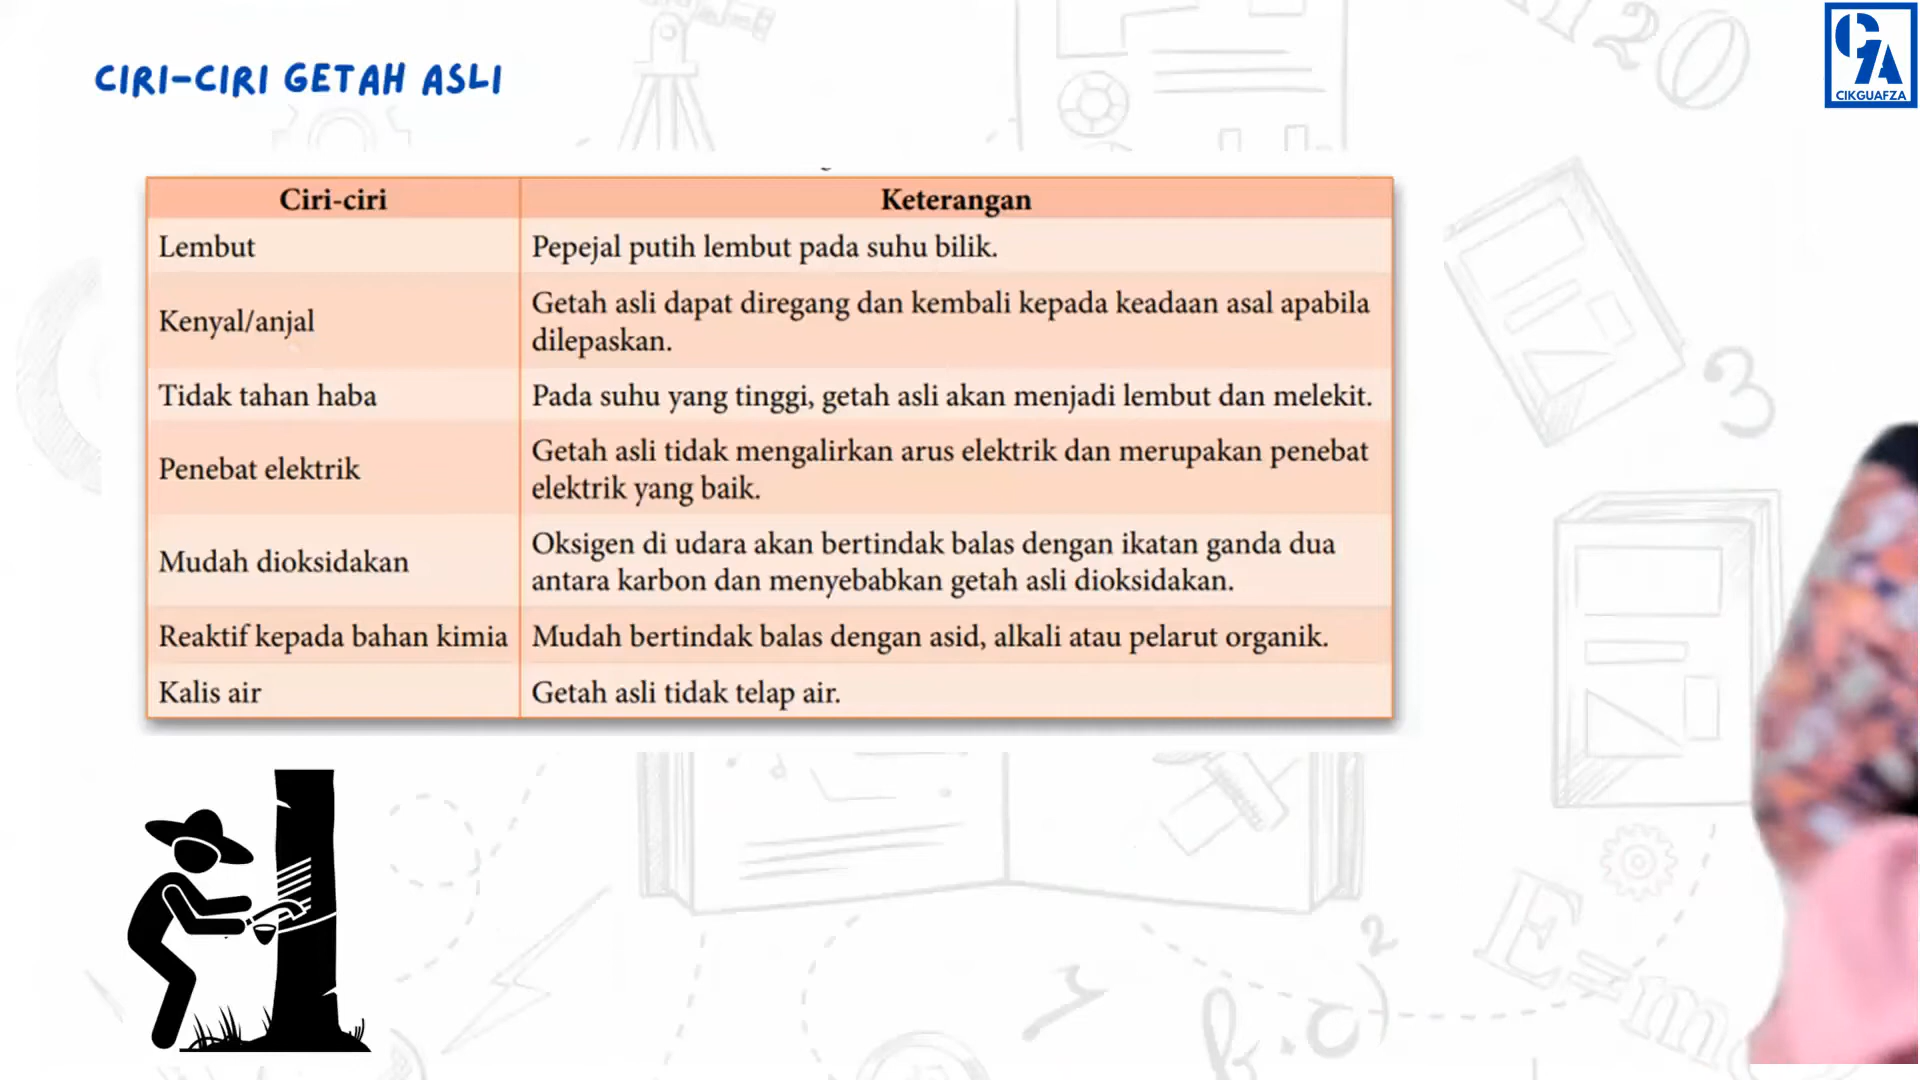 CIRI-CIRI GETAH ASLI
CIKGUAFZA
Ciri-ciri
Keterangan
Lembut
Pepejal putih lembut pada suhu bilik.
Kenyal/anjal
Getah asli dapat diregang dan kembali kepada keadaan asal apabila
dilepaskan.
Tidak tahan haba
Pada suhu yang tinggi, getah asli akan menjadi lembut dan melekit.
Penebat elektrik
Getah asli tidak mengalirkan arus elektrik dan merupakan penebat
elektrik yang baik.
Mudah dioksidakan
Oksigen di udara akan bertindak balas dengan ikatan ganda dua
antara karbon dan menyebabkan getah asli dioksidakan.
Reaktif kepada bahan kimia
Mudah bertindak balas dengan asid, alkali atau pelarut organik.
Kalis air
Getah asli tidak telap air.
3
2
E=m